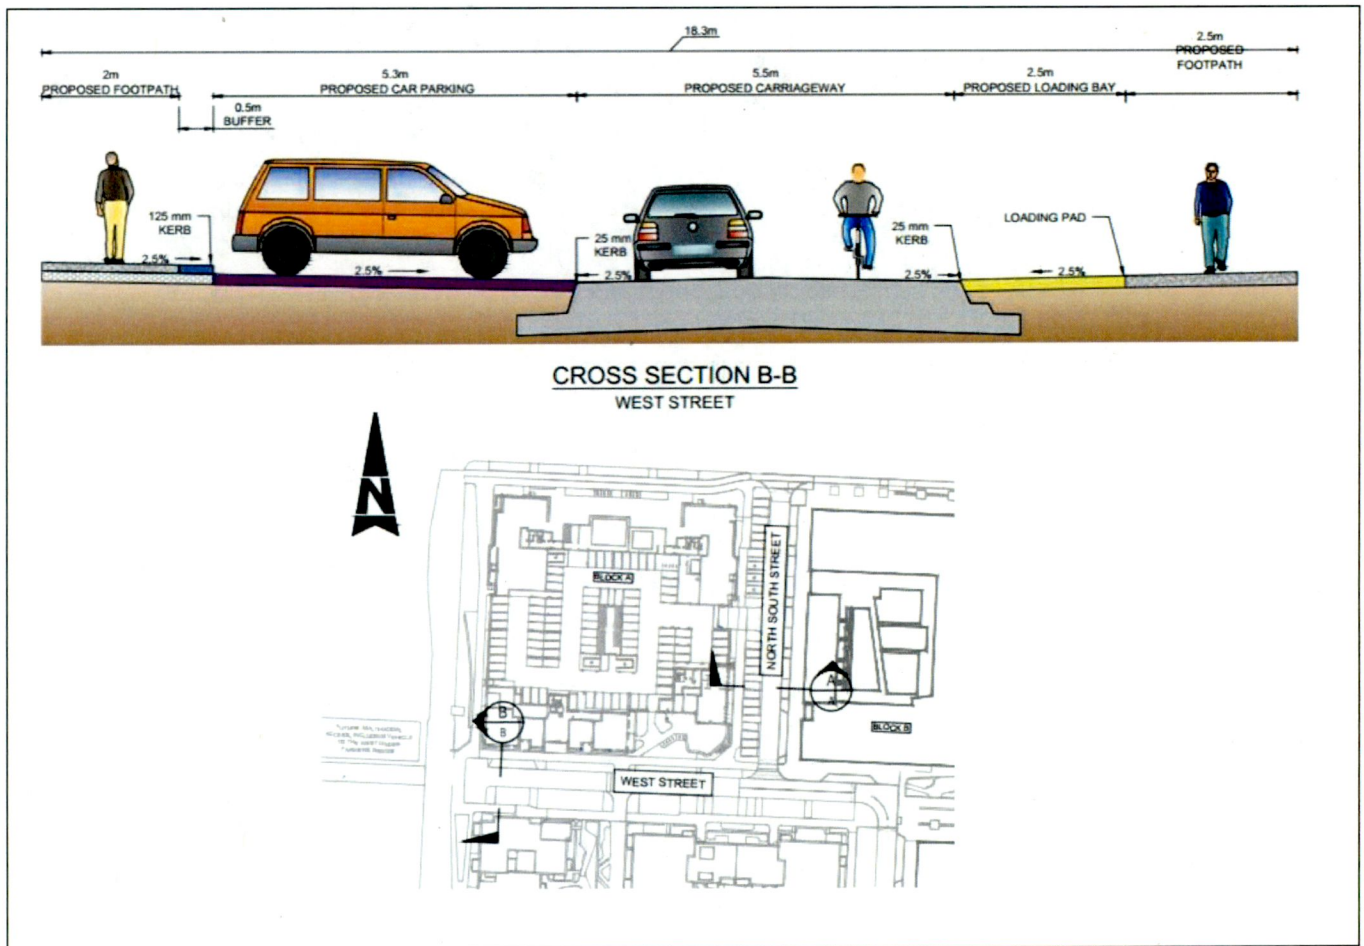 18.3m
2.5m
PROPOSED
FOOTPATH
2m
PROPOSED FOOTPATH
5.3m
PROPOSED CAR PARKING
5.5m
PROPOSED CARRIAGEWAY
2.5m
PROPOSED LOADING BAY
0.5m
BUFFER
125 mm
KERB
25 mm
KERB
25 mm
KERB
LOADING PAD
2.5%
2.5%
2.5%
2.5%
2.5%
CROSS SECTION B-B
WEST STREET
N
BLOCK A
NORTH SOUTH STREET
A
A
B
B
BLOCK B
WEST STREET